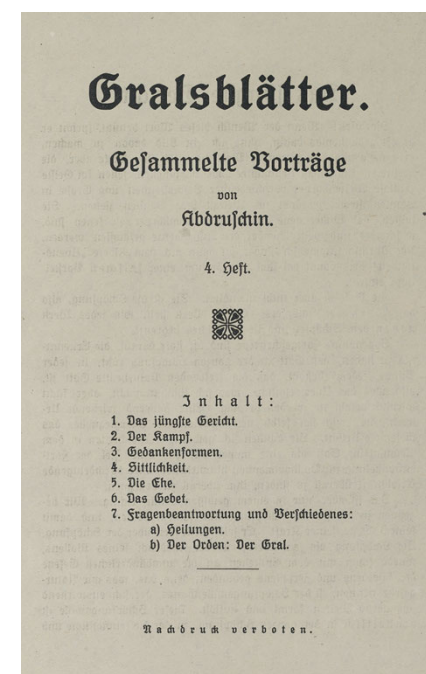 Gralsblätter.
Gesammelte Vorträge
von
Abdruschin.
4. Heft.
Inhalt:
1. Das jüngste Gericht.
2. Der Kampf.
3. Gedankenformen.
4. Sittlichkeit.
5. Die Ehe.
6. Das Gebet.
7. Fragenbeantwortung und Verschiedenes:
a) Heilungen.
b) Der Orden: Der Gral.
Nachdruck verboten.